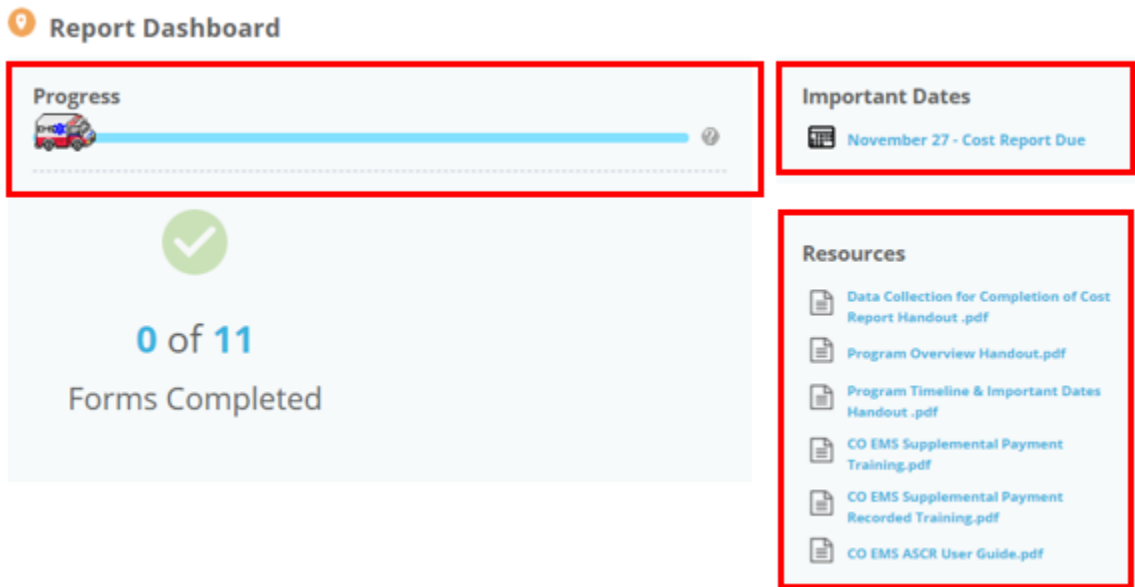 Report Dashboard
Progress
0 of 11
Forms Completed
Important Dates
November 27 - Cost Report Due
Resources
Data Collection for Completion of Cost
Report Handout .pdf
Program Overview Handout.pdf
Program Timeline & Important Dates
Handout .pdf
CO EMS Supplemental Payment
Training.pdf
CO EMS Supplemental Payment
Recorded Training.pdf
CO EMS ASCR User Guide.pdf